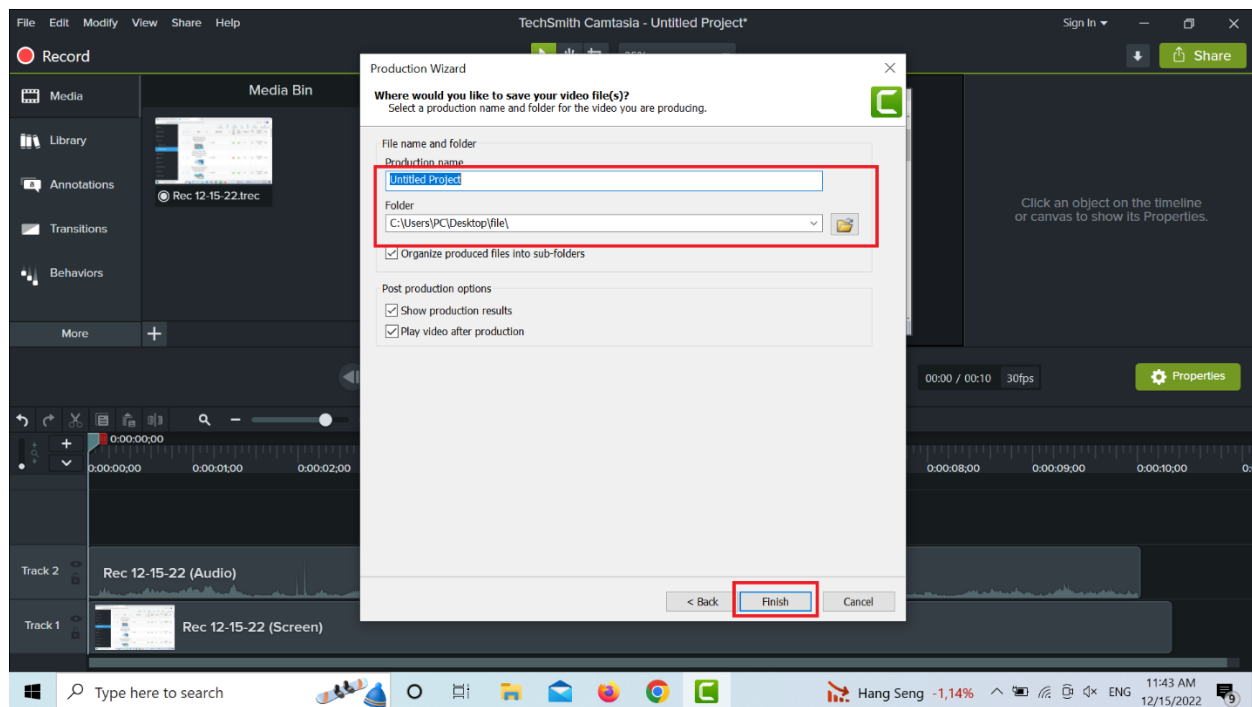 File Edit Modify View Share Help TechSmith Camtasia - Untitled Project* Sign In
Record Share
Production Wizard
Media Media Bin
Where would you like to save your video file(s)?
Select a production name and folder for the video you are producing.
Library
File name and folder
Production name
Untitled Project
Annotations
Rec 12-15-22.trec
Folder
C:\Users\PC\Desktop\file\
Click an object on the timeline
or canvas to show its Properties.
Transitions
Organize produced files into sub-folders
Behaviors
Post production options
Show production results
Play video after production
More
00:00 / 00:10 30fps Properties
0:00:00;00
0:00:00;00 0:00:01;00 0:00:02;00 0:00:08;00 0:00:09;00 0:00:10;00
Track 2 Rec 12-15-22 (Audio)
< Back Finish Cancel
Track 1 Rec 12-15-22 (Screen)
Type here to search Hang Seng -1,14% ENG 11:43 AM
12/15/2022 9